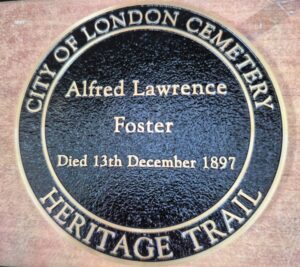 CITY OF LONDON CEMETERY
Alfred Lawrence
Foster
Died 13th December 1897
HERITAGE TRAIL